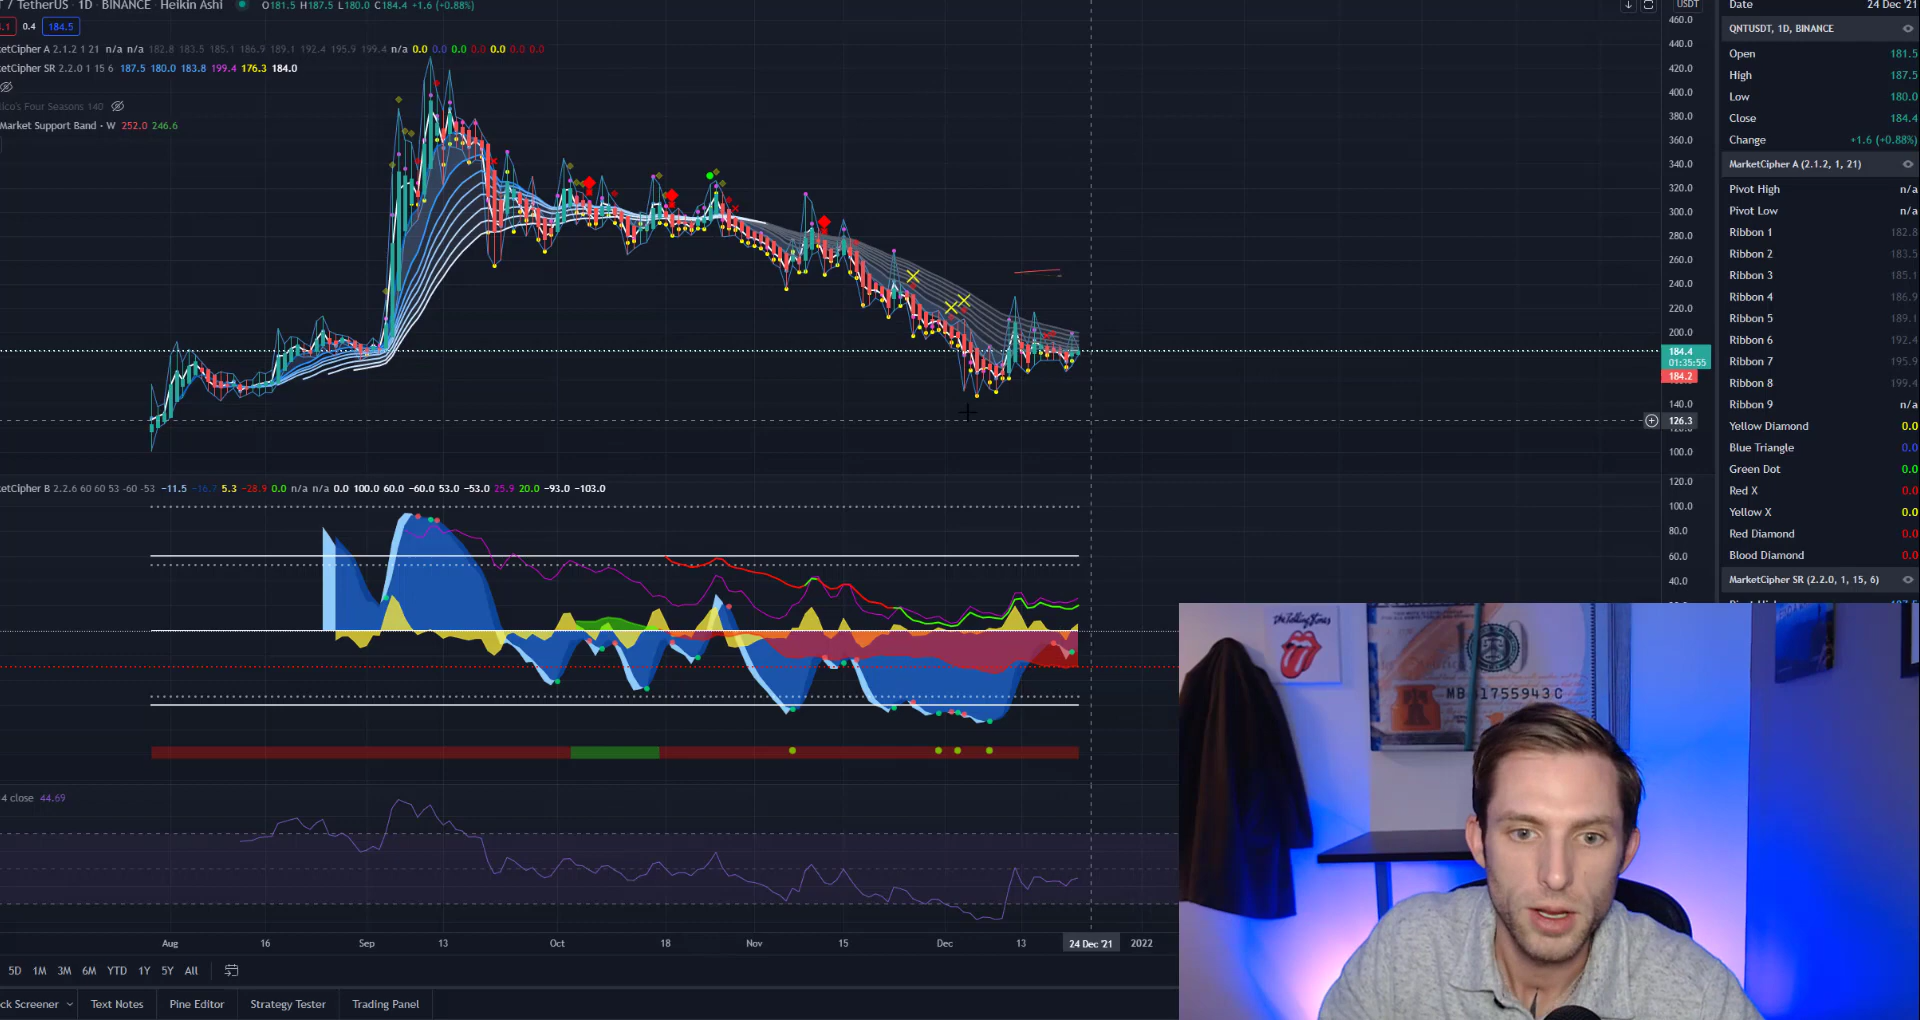 / TetherUS · 1D · BINANCE · Heikin Ashi O181.5 H187.5 L180.0 C184.4 +1.6 (+0.88%)
0.4 184.5
etCipher A 2.1.2 1 21 n/a n/a 182.8 183.5 185.1 186.9 189.1 192.4 195.9 199.4 n/a 0.0 0.0 0.0 0.0 0.0 0.0 0.0
etCipher SR 2.2.0 1 15 6 187.5 180.0 183.8 199.4 176.3 184.0
lco's Four Seasons 140
Market Support Band · W 252.0 246.6
USDT
460.0
440.0
420.0
400.0
380.0
360.0
340.0
320.0
300.0
280.0
260.0
240.0
220.0
200.0
184.4
01:35:55
184.2
140.0
126.3
100.0
etCipher B 2.2.6 60 60 53 -60 -53 −11.5 −16.7 5.3 −28.9 0.0 n/a n/a 0.0 100.0 60.0 −60.0 53.0 −53.0 25.9 20.0 −93.0 −103.0
120.0
100.0
80.0
60.0
40.0
4 close 44.69
Aug 16 Sep 13 Oct 18 Nov 15 Dec 13 24 Dec '21 2022
5D 1M 3M 6M YTD 1Y 5Y All
ck Screener Text Notes Pine Editor Strategy Tester Trading Panel
Date 24 Dec '21
QNTUSDT, 1D, BINANCE
Open 181.5
High 187.5
Low 180.0
Close 184.4
Change +1.6 (+0.88%)
MarketCipher A (2.1.2, 1, 21)
Pivot High n/a
Pivot Low n/a
Ribbon 1 182.8
Ribbon 2 183.5
Ribbon 3 185.1
Ribbon 4 186.9
Ribbon 5 189.1
Ribbon 6 192.4
Ribbon 7 195.9
Ribbon 8 199.4
Ribbon 9 n/a
Yellow Diamond 0.0
Blue Triangle 0.0
Green Dot 0.0
Red X 0.0
Yellow X 0.0
Red Diamond 0.0
Blood Diamond 0.0
MarketCipher SR (2.2.0, 1, 15, 6)
The Rolling Stones